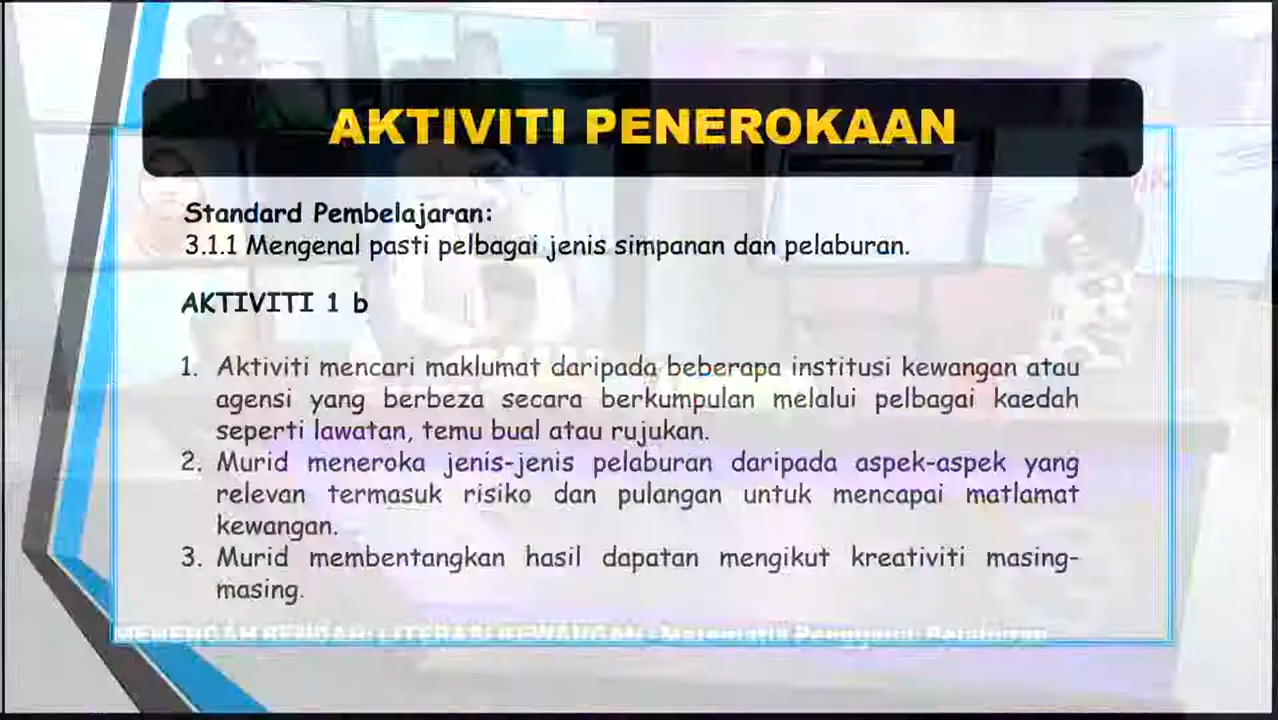 AKTIVITI PENEROKAAN
Standard Pembelajaran:
3.1.1 Mengenal pasti pelbagai jenis simpanan dan pelaburan.
AKTIVITI 1 b
1. Aktiviti mencari maklumat daripada beberapa institusi kewangan atau
agensi yang berbeza secara berkumpulan melalui pelbagai kaedah
seperti lawatan, temu bual atau rujukan.
2. Murid meneroka jenis-jenis pelaburan daripada aspek-aspek yang
relevan termasuk risiko dan pulangan untuk mencapai matlamat
kewangan.
3. Murid membentangkan hasil dapatan mengikut kreativiti masing-
masing.